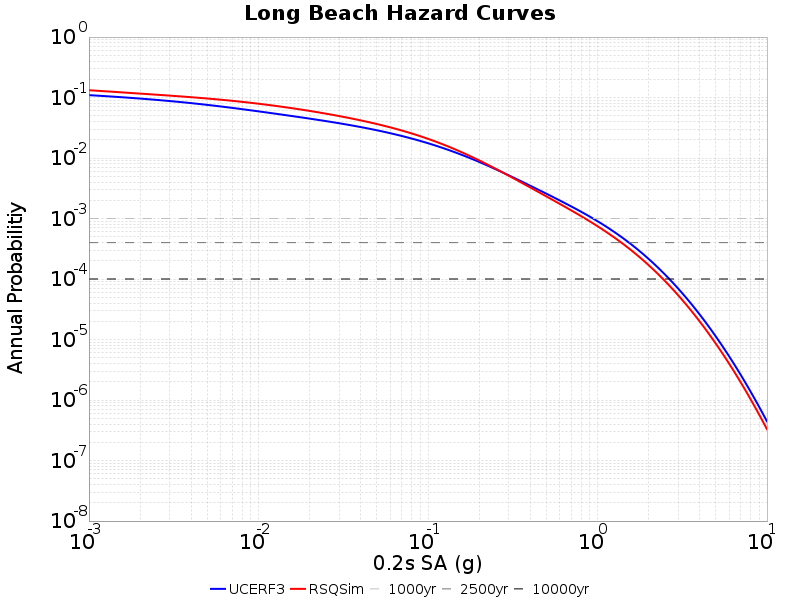 Long Beach Hazard Curves
Annual Probabilitiy
10^0
10^-1
10^-2
10^-3
10^-4
10^-5
10^-6
10^-7
10^-8
10^-3 10^-2 10^-1 10^0 10^1
0.2s SA (g)
UCERF3 RSQSim 1000yr 2500yr 10000yr